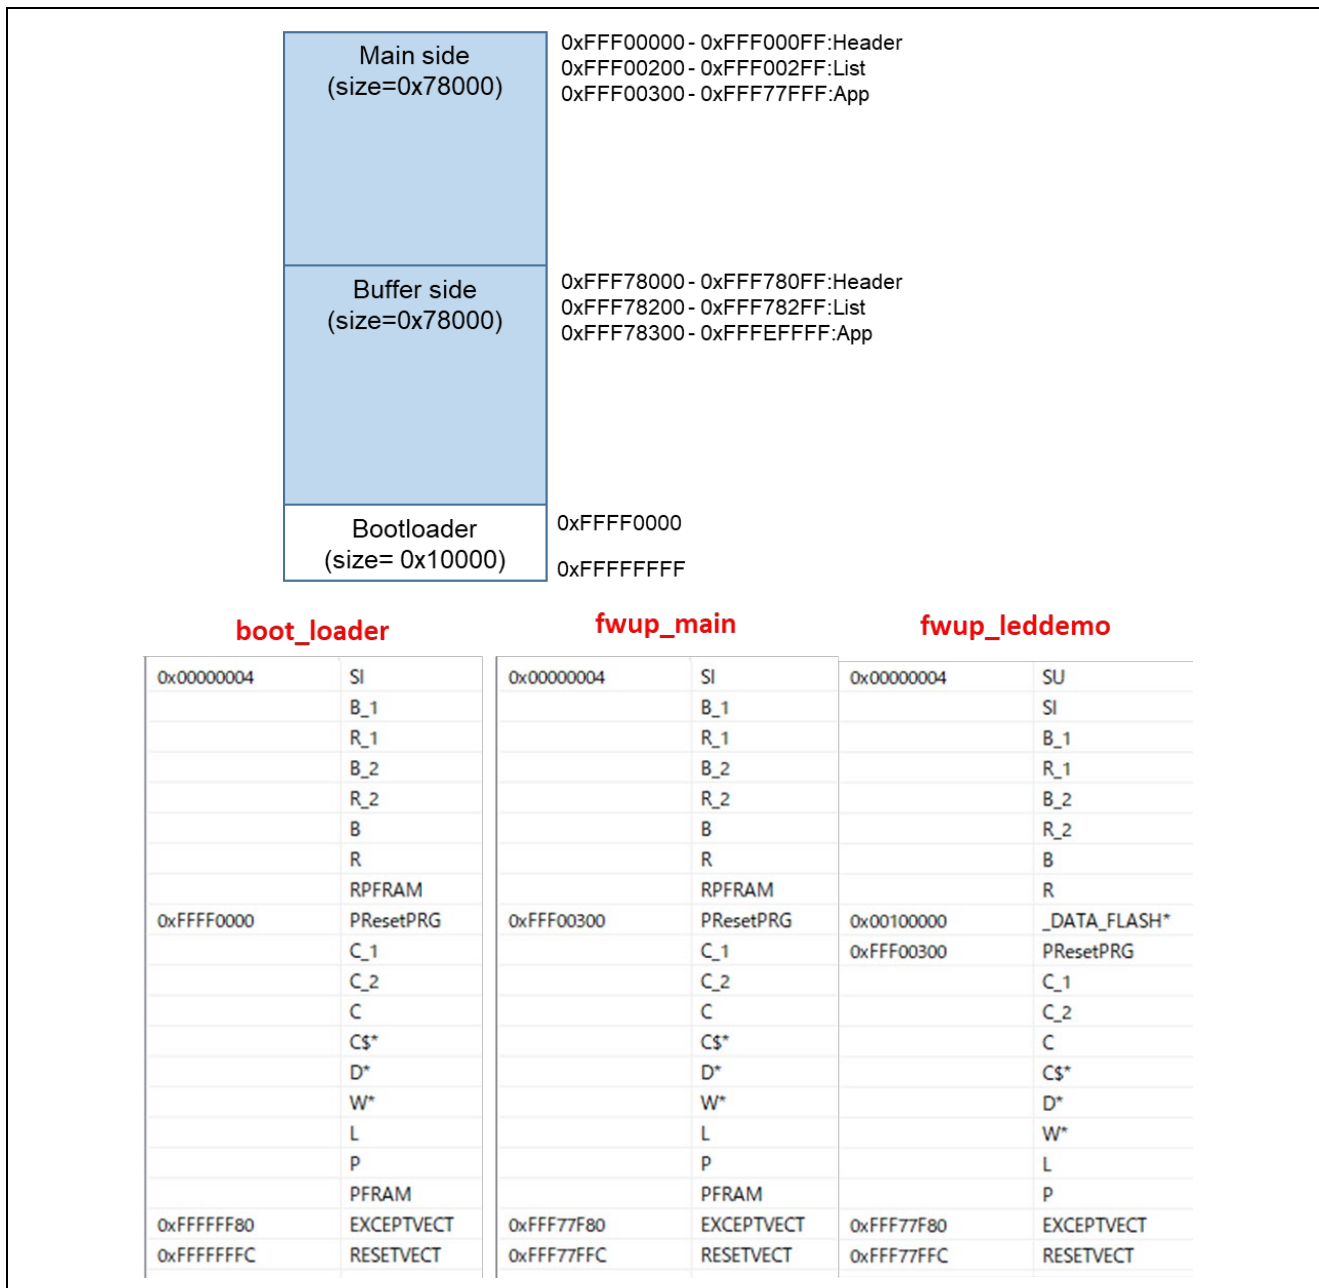 Main side
(size=0x78000)
0xFFF00000 - 0xFFF000FF:Header
0xFFF00200 - 0xFFF002FF:List
0xFFF00300 - 0xFFF77FFF:App
Buffer side
(size=0x78000)
0xFFF78000 - 0xFFF780FF:Header
0xFFF78200 - 0xFFF782FF:List
0xFFF78300 - 0xFFFEFFFF:App
Bootloader
(size= 0x10000)
0xFFFF0000
0xFFFFFFFF
boot_loader fwup_main fwup_leddemo
0x00000004 SI 0x00000004 SI 0x00000004 SU
B_1 B_1 SI
R_1 R_1 B_1
B_2 B_2 R_1
R_2 R_2 B_2
B B R_2
R R B
RPFRAM RPFRAM R
0xFFFF0000 PResetPRG 0xFFF00300 PResetPRG 0x00100000 _DATA_FLASH*
C_1 C_1 0xFFF00300 PResetPRG
C_2 C_2 C_1
C C C_2
C$* C$* C
D* D* C$*
W* W* D*
L L W*
P P L
PFRAM PFRAM P
0xFFFFFF80 EXCEPTVECT 0xFFF77F80 EXCEPTVECT 0xFFF77F80 EXCEPTVECT
0xFFFFFFFC RESETVECT 0xFFF77FFC RESETVECT 0xFFF77FFC RESETVECT